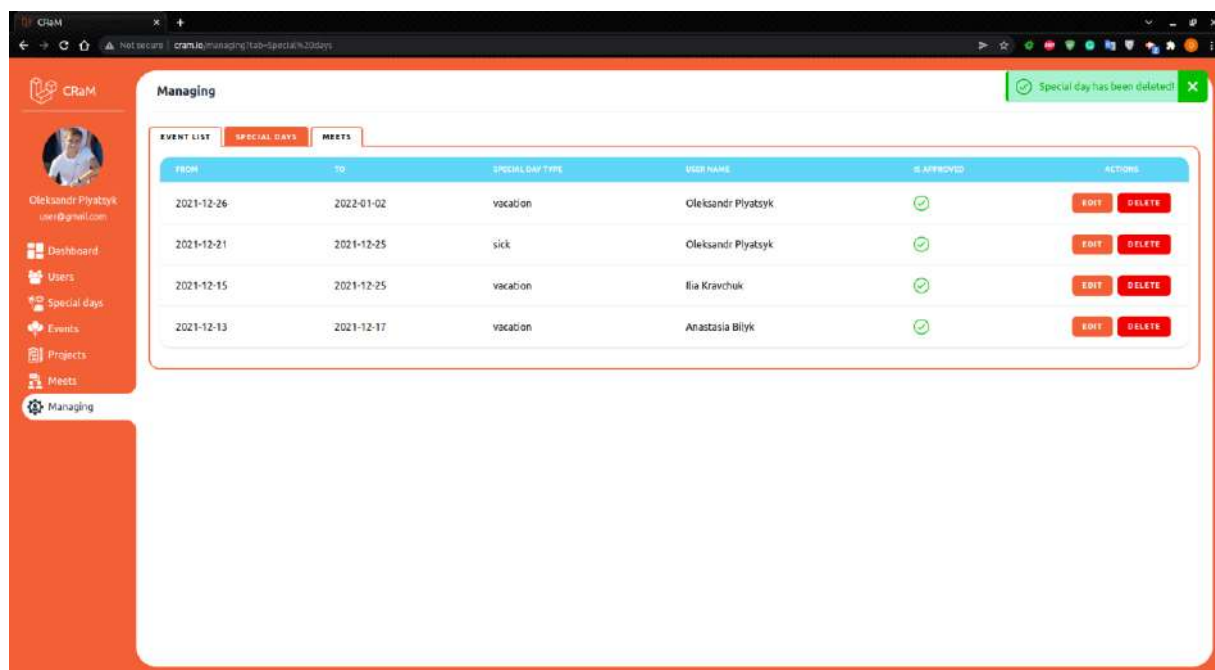 CRaM
Not secure cram.io/managing?tab=Special%20days
CRaM
Managing
Special day has been deleted!
EVENT LIST SPECIAL DAYS MEETS
FROM TO SPECIAL DAY TYPE USER NAME IS APPROVED ACTIONS
2021-12-26 2022-01-02 vacation Oleksandr Plyatsyk EDIT DELETE
2021-12-21 2021-12-25 sick Oleksandr Plyatsyk EDIT DELETE
2021-12-15 2021-12-25 vacation Ilia Kravchuk EDIT DELETE
2021-12-13 2021-12-17 vacation Anastasia Bilyk EDIT DELETE
Oleksandr Plyatsyk
user@gmail.com
Dashboard
Users
Special days
Events
Projects
Meets
Managing